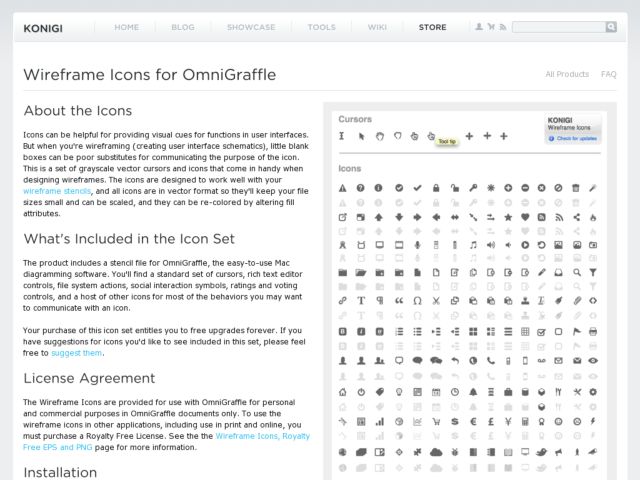 KONIGI HOME BLOG SHOWCASE TOOLS WIKI STORE
Wireframe Icons for OmniGraffle
All Products FAQ
About the Icons
Icons can be helpful for providing visual cues for functions in user interfaces.
But when you're wireframing (creating user interface schematics), little blank
boxes can be poor substitutes for communicating the purpose of the icon.
This is a set of grayscale vector cursors and icons that come in handy when
designing wireframes. The icons are designed to work well with your
wireframe stencils, and all icons are in vector format so they'll keep your file
sizes small and can be scaled, and they can be re-colored by altering fill
attributes.
What's Included in the Icon Set
The product includes a stencil file for OmniGraffle, the easy-to-use Mac
diagramming software. You'll find a standard set of cursors, rich text editor
controls, file system actions, social interaction symbols, ratings and voting
controls, and a host of other icons for most of the behaviors you may want
to communicate with an icon.
Your purchase of this icon set entitles you to free upgrades forever. If you
have suggestions for icons you'd like to see included in this set, please feel
free to suggest them.
License Agreement
The Wireframe Icons are provided for use with OmniGraffle for personal
and commercial purposes in OmniGraffle documents only. To use the
wireframe icons in other applications, including use in print and online, you
must purchase a Royalty Free License. See the the Wireframe Icons, Royalty
Free EPS and PNG page for more information.
Installation
Cursors
Tool tip
KONIGI
Wireframe Icons
Check for updates
Icons